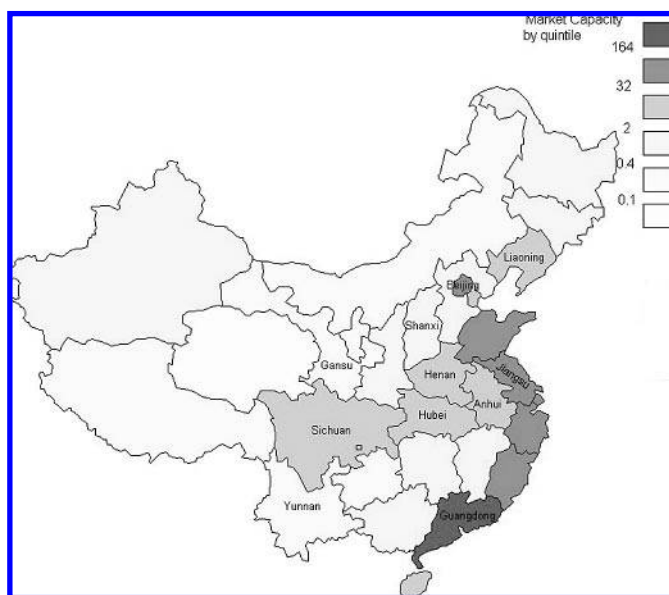 Market Capacity
by quintile
164
32
2
0.4
0.1
Liaoning
Beijing
Shanxi
Gansu
Henan
Jiangsu
Anhui
Hubei
Sichuan
Yunnan
Guangdong